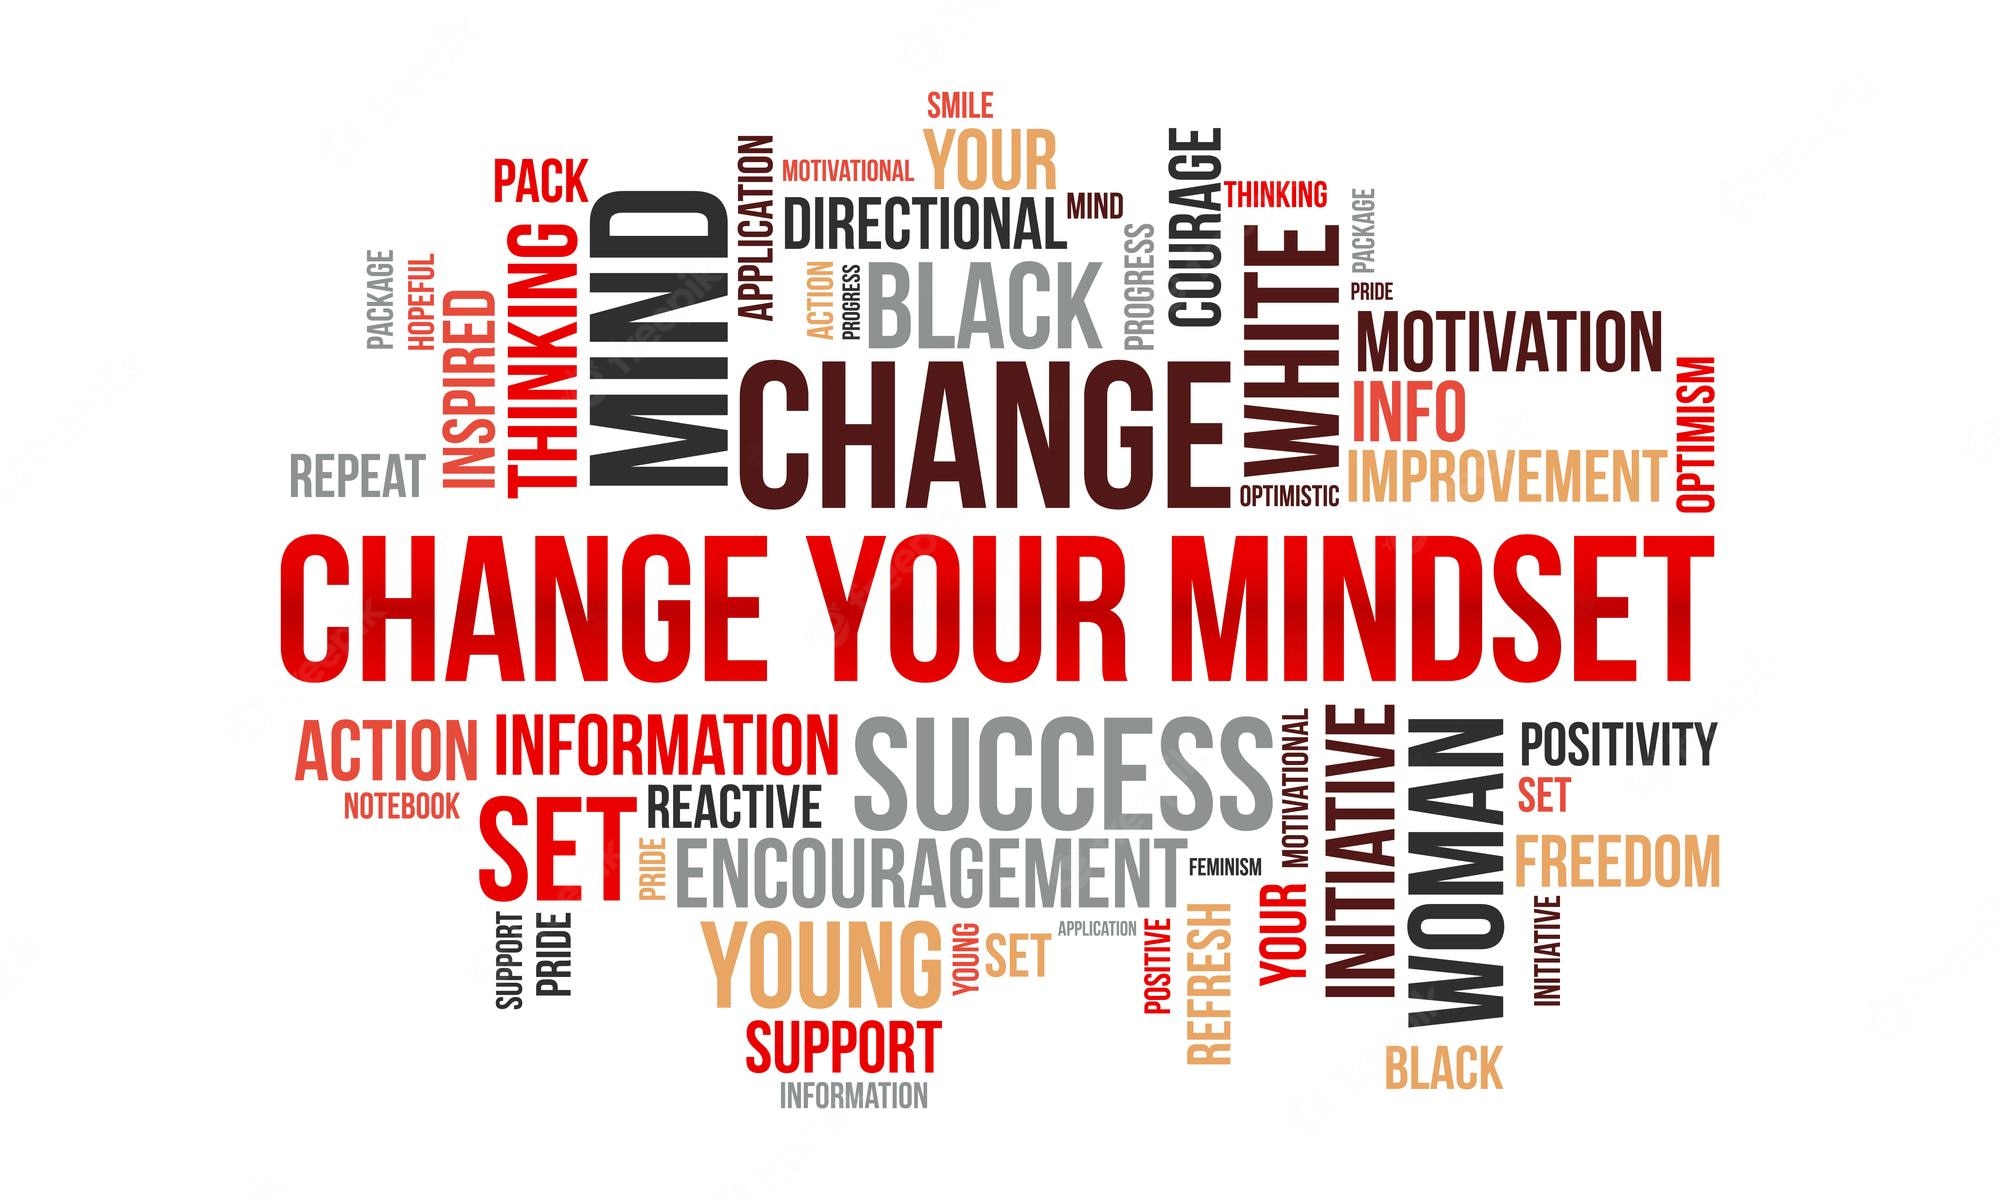 SMILE
YOUR
PACK
APPLICATION
MOTIVATIONAL
DIRECTIONAL
MIND
COURAGE
THINKING
PACKAGE
PACKAGE
HOPEFUL
INSPIRED
THINKING
MIND
ACTION
PROGRESS
BLACK
PROGRESS
WHITE
PRIDE
MOTIVATION
INFO
IMPROVEMENT
OPTIMISM
REPEAT
CHANGE
OPTIMISTIC
CHANGE YOUR MINDSET
ACTION
INFORMATION
SUCCESS
MOTIVATIONAL
INITIATIVE
WOMAN
POSITIVITY
NOTEBOOK
SET
REACTIVE
SET
PRIDE
ENCOURAGEMENT
FEMINISM
YOUR
FREEDOM
SUPPORT
PRIDE
YOUNG
YOUNG
SET
APPLICATION
POSITIVE
REFRESH
INITIATIVE
SUPPORT
BLACK
INFORMATION